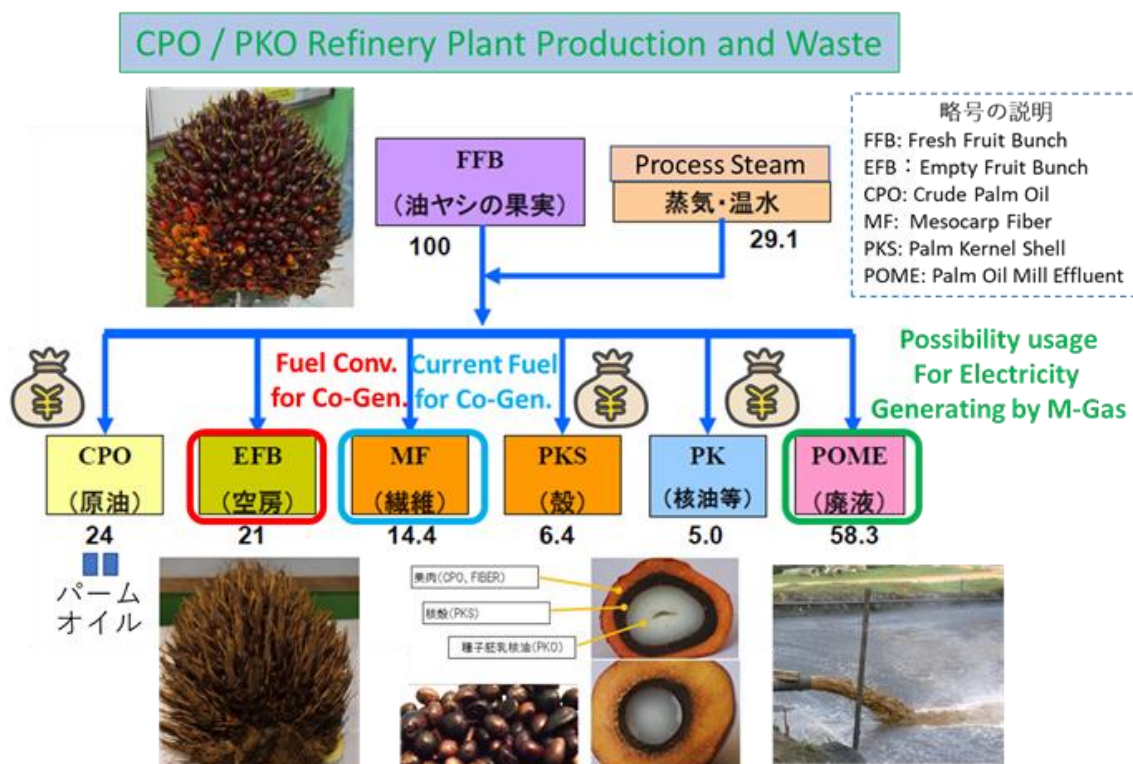 CPO / PKO Refinery Plant Production and Waste
略号の説明
FFB: Fresh Fruit Bunch
EFB：Empty Fruit Bunch
CPO: Crude Palm Oil
MF: Mesocarp Fiber
PKS: Palm Kernel Shell
POME: Palm Oil Mill Effluent
FFB
(油ヤシの果実)
100
Process Steam
蒸気・温水
29.1
Fuel Conv.
for Co-Gen.
Current Fuel
for Co-Gen.
Possibility usage
For Electricity
Generating by M-Gas
¥
¥
¥
CPO
(原油)
24
EFB
(空房)
21
MF
(繊維)
14.4
PKS
(殻)
6.4
PK
(核油等)
5.0
POME
(廃液)
58.3
パーム
オイル
果肉(CPO、FIBER)
核殻(PKS)
種子胚乳核油(PKO)